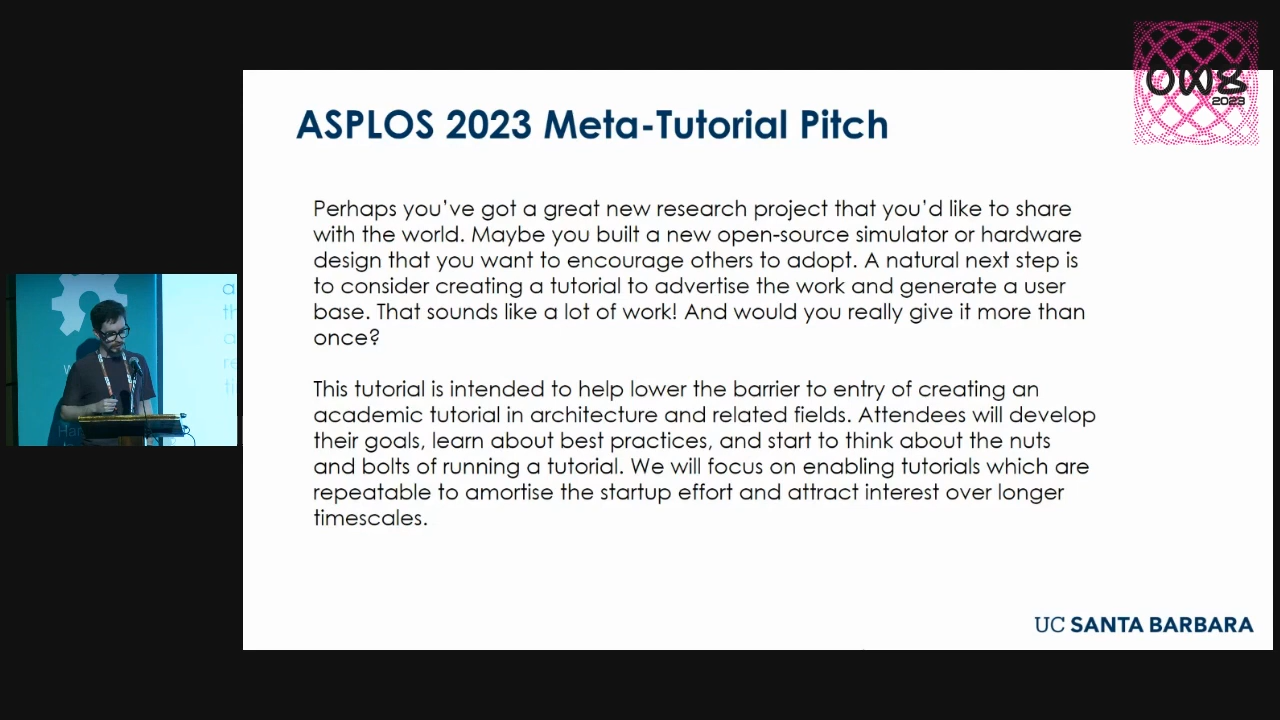 OW8
2023
ASPLOS 2023 Meta-Tutorial Pitch
Perhaps you’ve got a great new research project that you’d like to share
with the world. Maybe you built a new open-source simulator or hardware
design that you want to encourage others to adopt. A natural next step is
to consider creating a tutorial to advertise the work and generate a user
base. That sounds like a lot of work! And would you really give it more than
once?
This tutorial is intended to help lower the barrier to entry of creating an
academic tutorial in architecture and related fields. Attendees will develop
their goals, learn about best practices, and start to think about the nuts
and bolts of running a tutorial. We will focus on enabling tutorials which are
repeatable to amortise the startup effort and attract interest over longer
timescales.
UC SANTA BARBARA